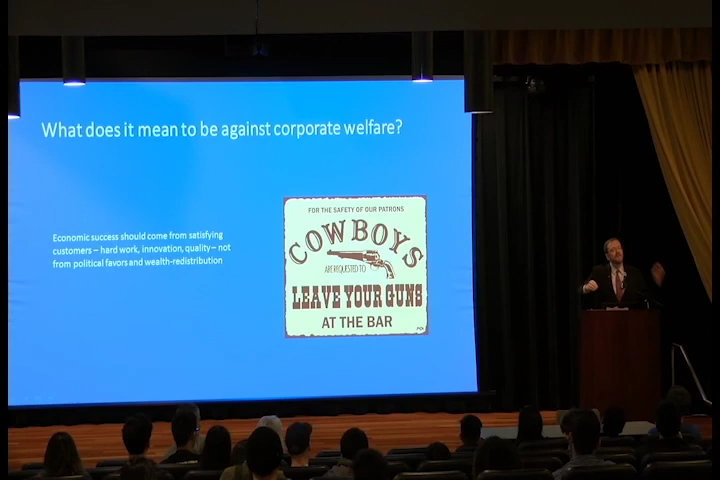 What does it mean to be against corporate welfare?
Economic success should come from satisfying
customers – hard work, innovation, quality – not
from political favors and wealth-redistribution
FOR THE SAFETY OF OUR PATRONS
COWBOYS
ARE REQUESTED TO
LEAVE YOUR GUNS
AT THE BAR